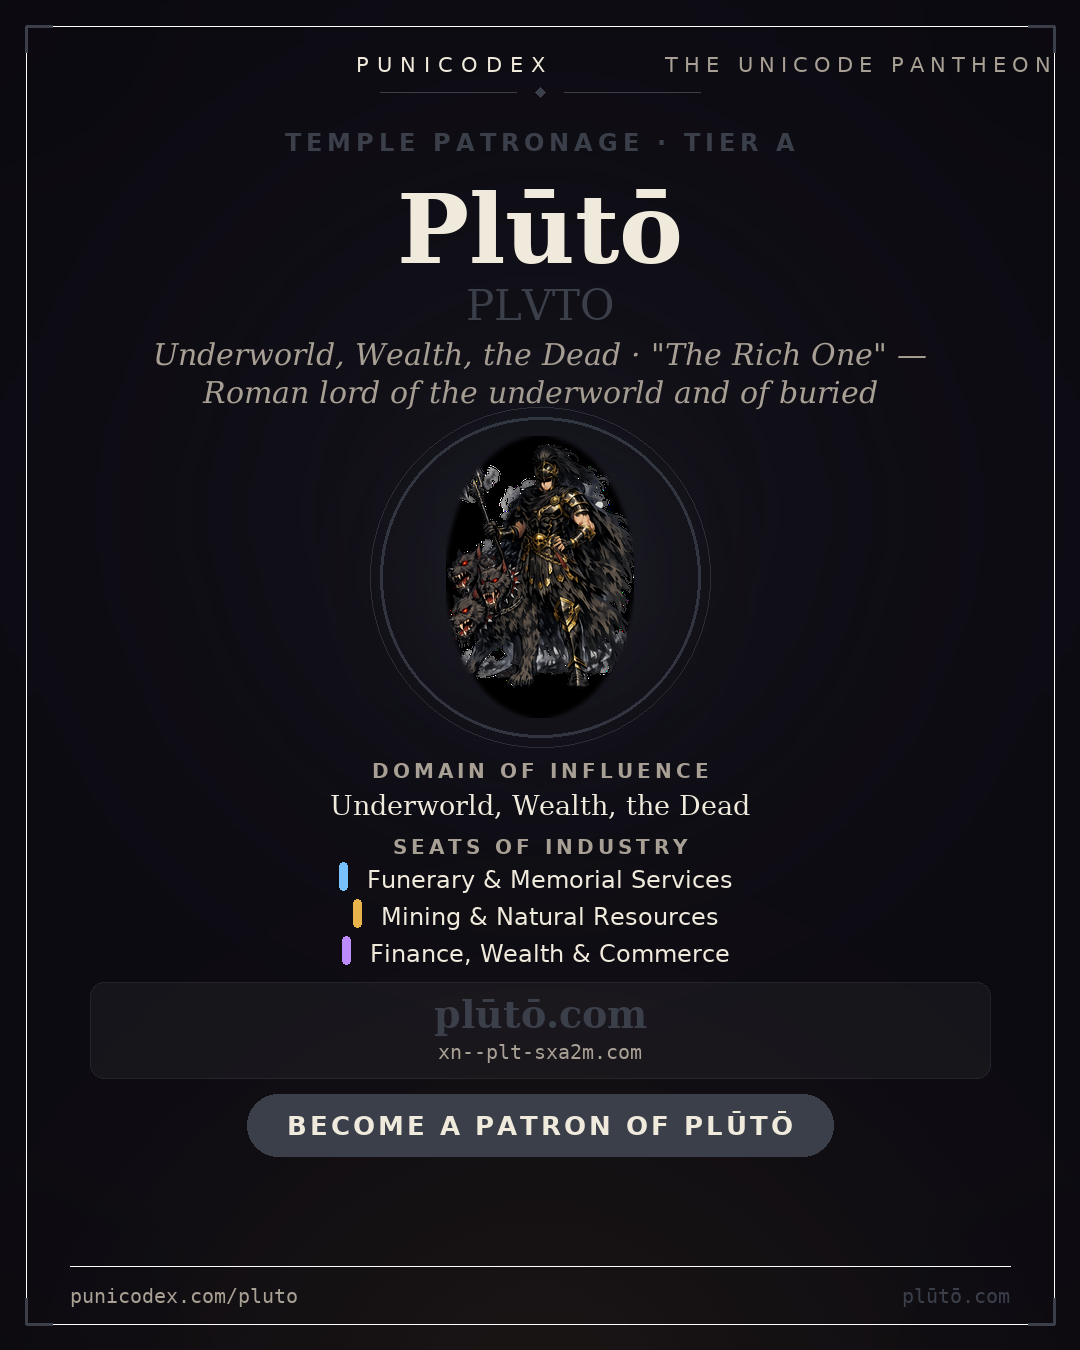 PUNICODEX THE UNICODE PANTHEON
TEMPLE PATRONAGE · TIER A
Plūtō
PLVTO
Underworld, Wealth, the Dead · "The Rich One" —
Roman lord of the underworld and of buried
DOMAIN OF INFLUENCE
Underworld, Wealth, the Dead
SEATS OF INDUSTRY
Funerary & Memorial Services
Mining & Natural Resources
Finance, Wealth & Commerce
plūtō.com
xn--plt-sxa2m.com
BECOME A PATRON OF PLŪTŌ
punicodex.com/pluto plūtō.com